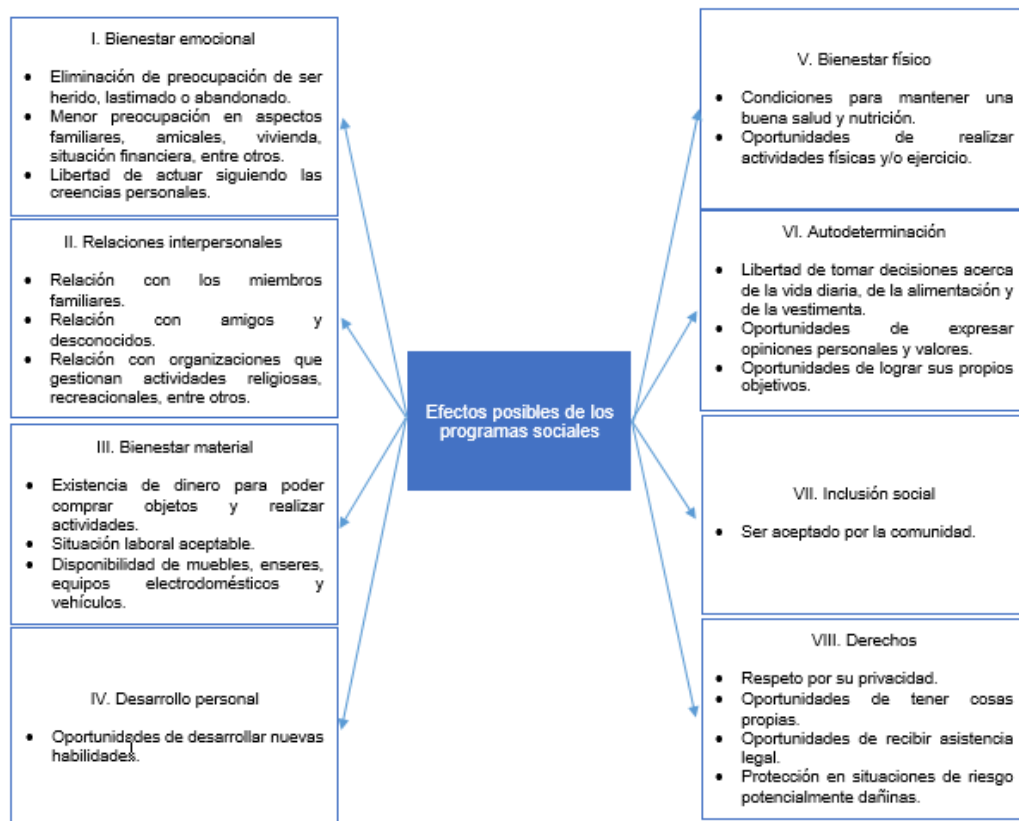 I. Bienestar emocional
• Eliminación de preocupación de ser
herido, lastimado o abandonado.
• Menor preocupación en aspectos
familiares, amicales, vivienda,
situación financiera, entre otros.
• Libertad de actuar siguiendo las
creencias personales.
II. Relaciones interpersonales
• Relación con los miembros
familiares.
• Relación con amigos y
desconocidos.
• Relación con organizaciones que
gestionan actividades religiosas,
recreacionales, entre otros.
III. Bienestar material
• Existencia de dinero para poder
comprar objetos y realizar
actividades.
• Situación laboral aceptable.
• Disponibilidad de muebles, enseres,
equipos electrodomésticos y
vehículos.
IV. Desarrollo personal
• Oportunidades de desarrollar nuevas
habilidades.
Efectos posibles de los
programas sociales
V. Bienestar físico
• Condiciones para mantener una
buena salud y nutrición.
• Oportunidades de realizar
actividades físicas y/o ejercicio.
VI. Autodeterminación
• Libertad de tomar decisiones acerca
de la vida diaria, de la alimentación y
de la vestimenta.
• Oportunidades de expresar
opiniones personales y valores.
• Oportunidades de lograr sus propios
objetivos.
VII. Inclusión social
• Ser aceptado por la comunidad.
VIII. Derechos
• Respeto por su privacidad.
• Oportunidades de tener cosas
propias.
• Oportunidades de recibir asistencia
legal.
• Protección en situaciones de riesgo
potencialmente dañinas.